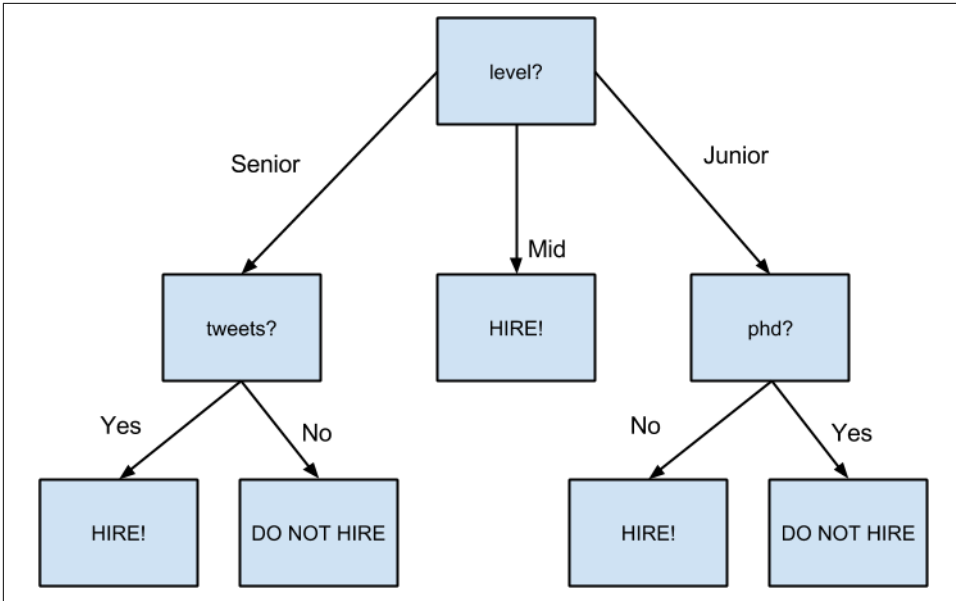 level?
Senior
Junior
Mid
tweets?
HIRE!
phd?
Yes
No
No
Yes
HIRE!
DO NOT HIRE
HIRE!
DO NOT HIRE